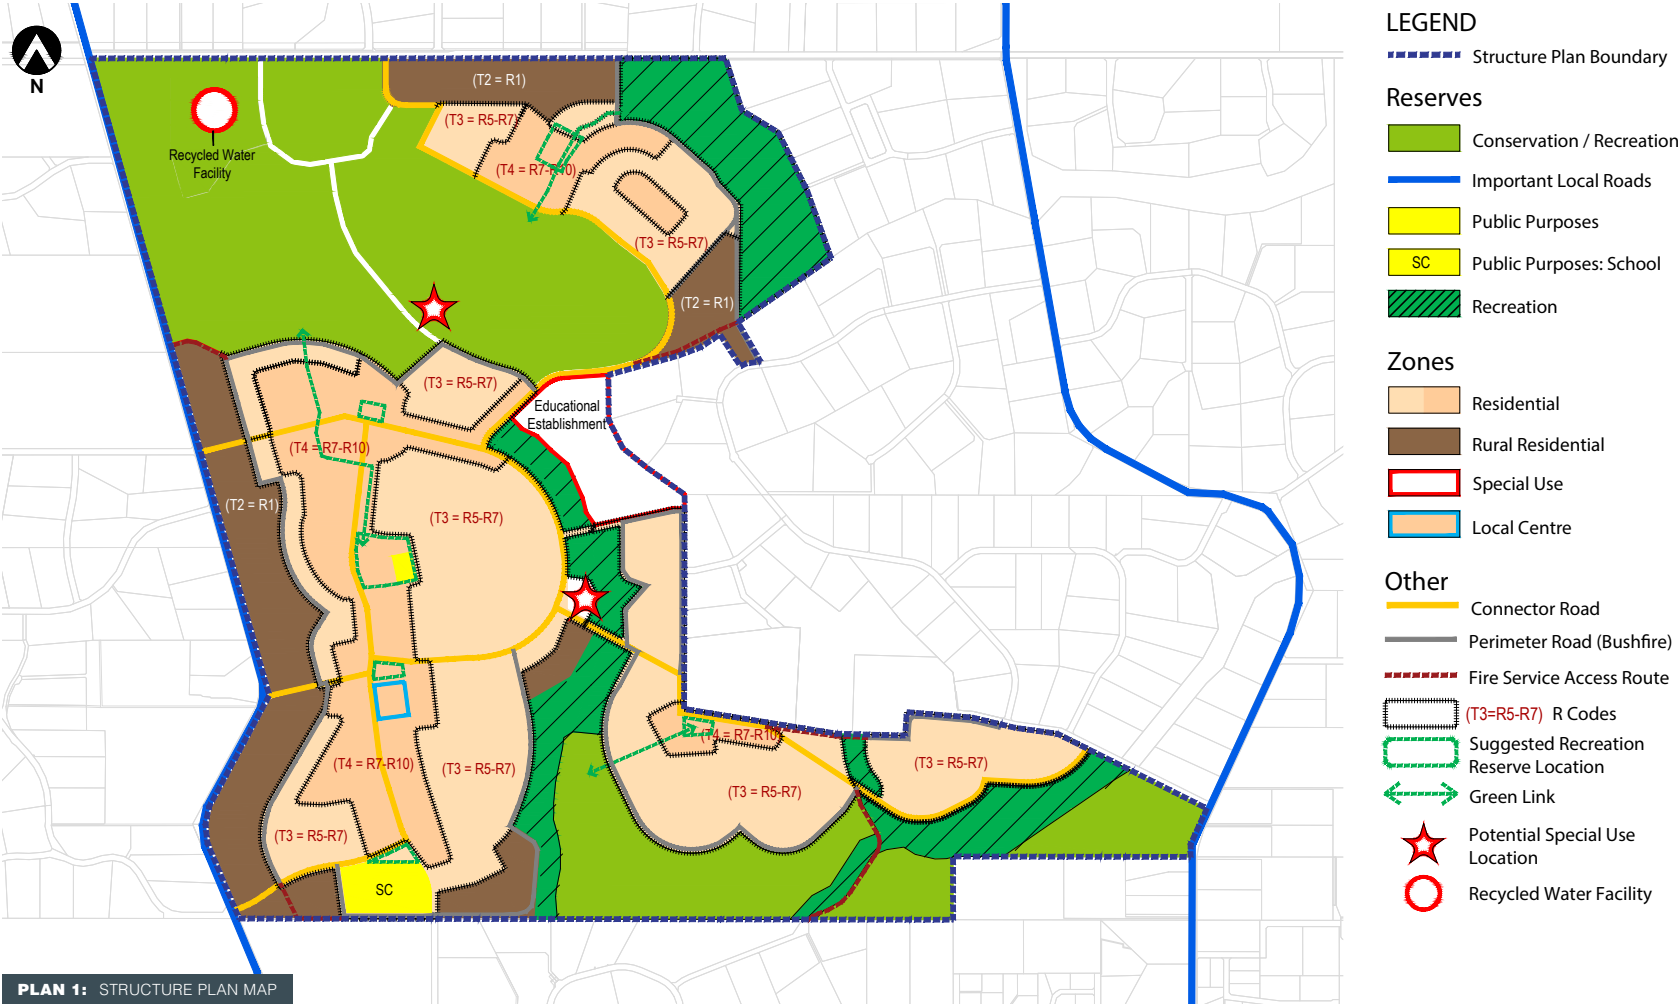 N
Recycled Water
Facility
(T2 = R1)
(T3 = R5-R7)
(T4 = R7-R10)
(T3 = R5-R7)
(T2 = R1)
(T3 = R5-R7)
Educational
Establishment
(T4 = R7-R10)
(T2 = R1)
(T3 = R5-R7)
(T4 = R7-R10)
(T3 = R5-R7)
(T4 = R7-R10)
(T3 = R5-R7)
(T3 = R5-R7)
(T3 = R5-R7)
SC
PLAN 1: STRUCTURE PLAN MAP
LEGEND
Structure Plan Boundary
Reserves
Conservation / Recreation
Important Local Roads
Public Purposes
SC Public Purposes: School
Recreation
Zones
Residential
Rural Residential
Special Use
Local Centre
Other
Connector Road
Perimeter Road (Bushfire)
Fire Service Access Route
(T3=R5-R7) R Codes
Suggested Recreation
Reserve Location
Green Link
Potential Special Use
Location
Recycled Water Facility